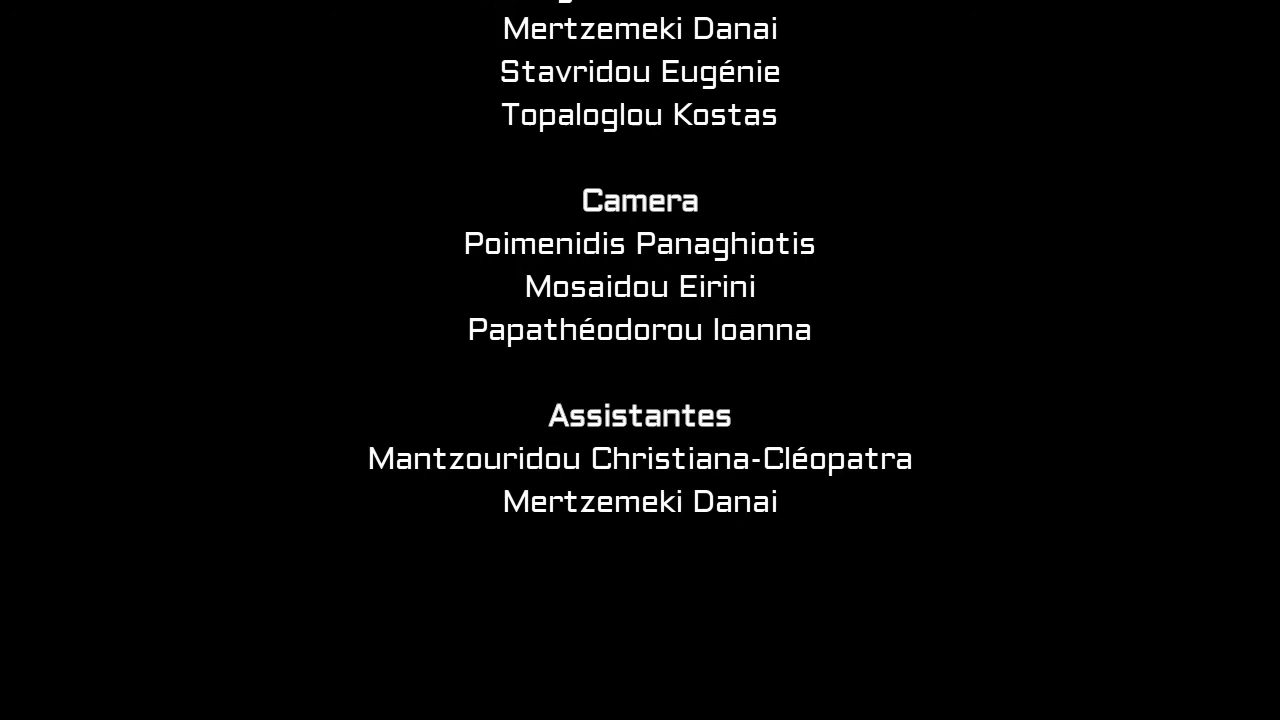 Mertzemeki Danai
Stavridou Eugénie
Topaloglou Kostas
Camera
Poimenidis Panaghiotis
Mosaidou Eirini
Papathéodorou Ioanna
Assistantes
Mantzouridou Christiana-Cléopatra
Mertzemeki Danai